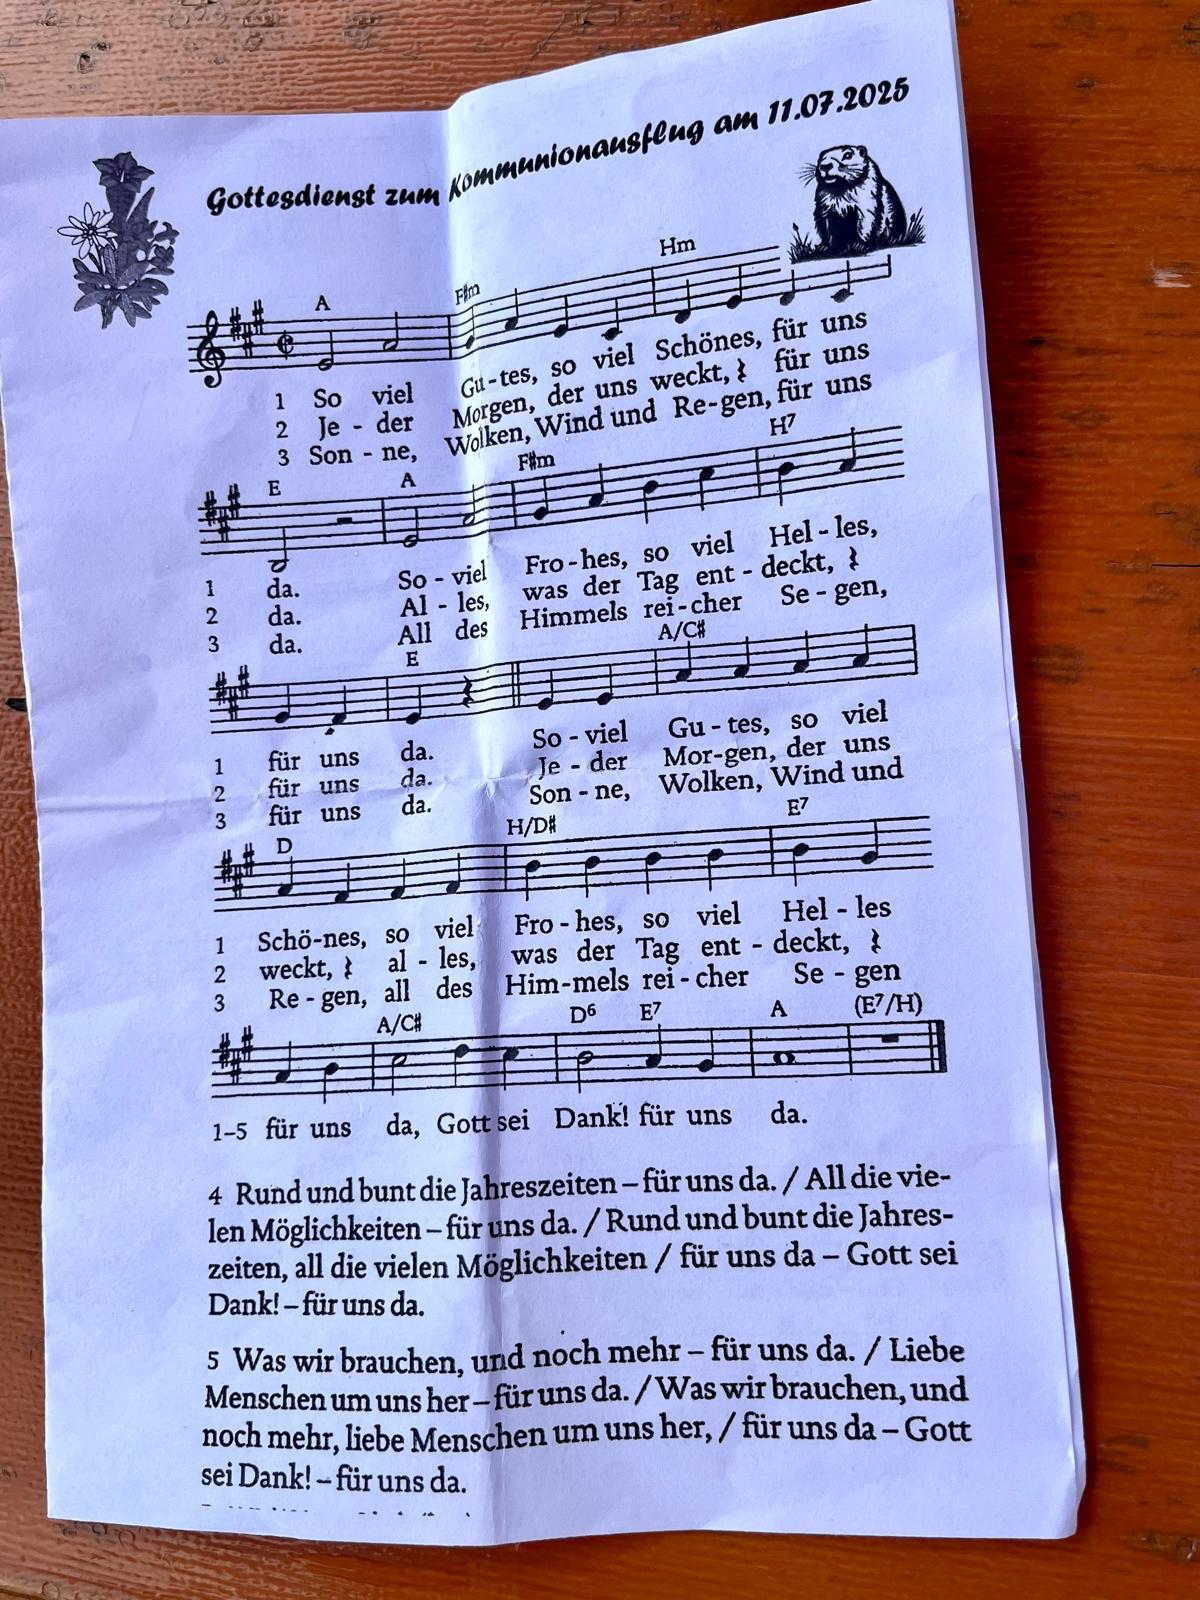 Gottesdienst zum Kommunionausflug am 11.07.2025
A F#m Hm
1 So viel Gu-tes, so viel Schönes, für uns
2 Je - der Morgen, der uns weckt, für uns
3 Son - ne, Wolken, Wind und Re-gen, für uns
E A F#m H7
1 da. So - viel Fro-hes, so viel Hel-les,
2 da. Al - les, was der Tag ent - deckt,
3 da. All des Himmels rei-cher Se-gen,
E A/C#
1 für uns da. So - viel Gu-tes, so viel
2 für uns da. Je - der Mor-gen, der uns
3 für uns da. Son - ne, Wolken, Wind und
D H/D# E7
1 Schö-nes, so viel Fro-hes, so viel Hel-les
2 weckt, al - les, was der Tag ent - deckt,
3 Re-gen, all des Him-mels rei-cher Se-gen
A/C# D6 E7 A (E7/H)
1–5 für uns da, Gott sei Dank! für uns da.
4 Rund und bunt die Jahreszeiten – für uns da. / All die vie-
len Möglichkeiten – für uns da. / Rund und bunt die Jahres-
zeiten, all die vielen Möglichkeiten / für uns da – Gott sei
Dank! – für uns da.
5 Was wir brauchen, und noch mehr – für uns da. / Liebe
Menschen um uns her – für uns da. / Was wir brauchen, und
noch mehr, liebe Menschen um uns her, / für uns da – Gott
sei Dank! – für uns da.